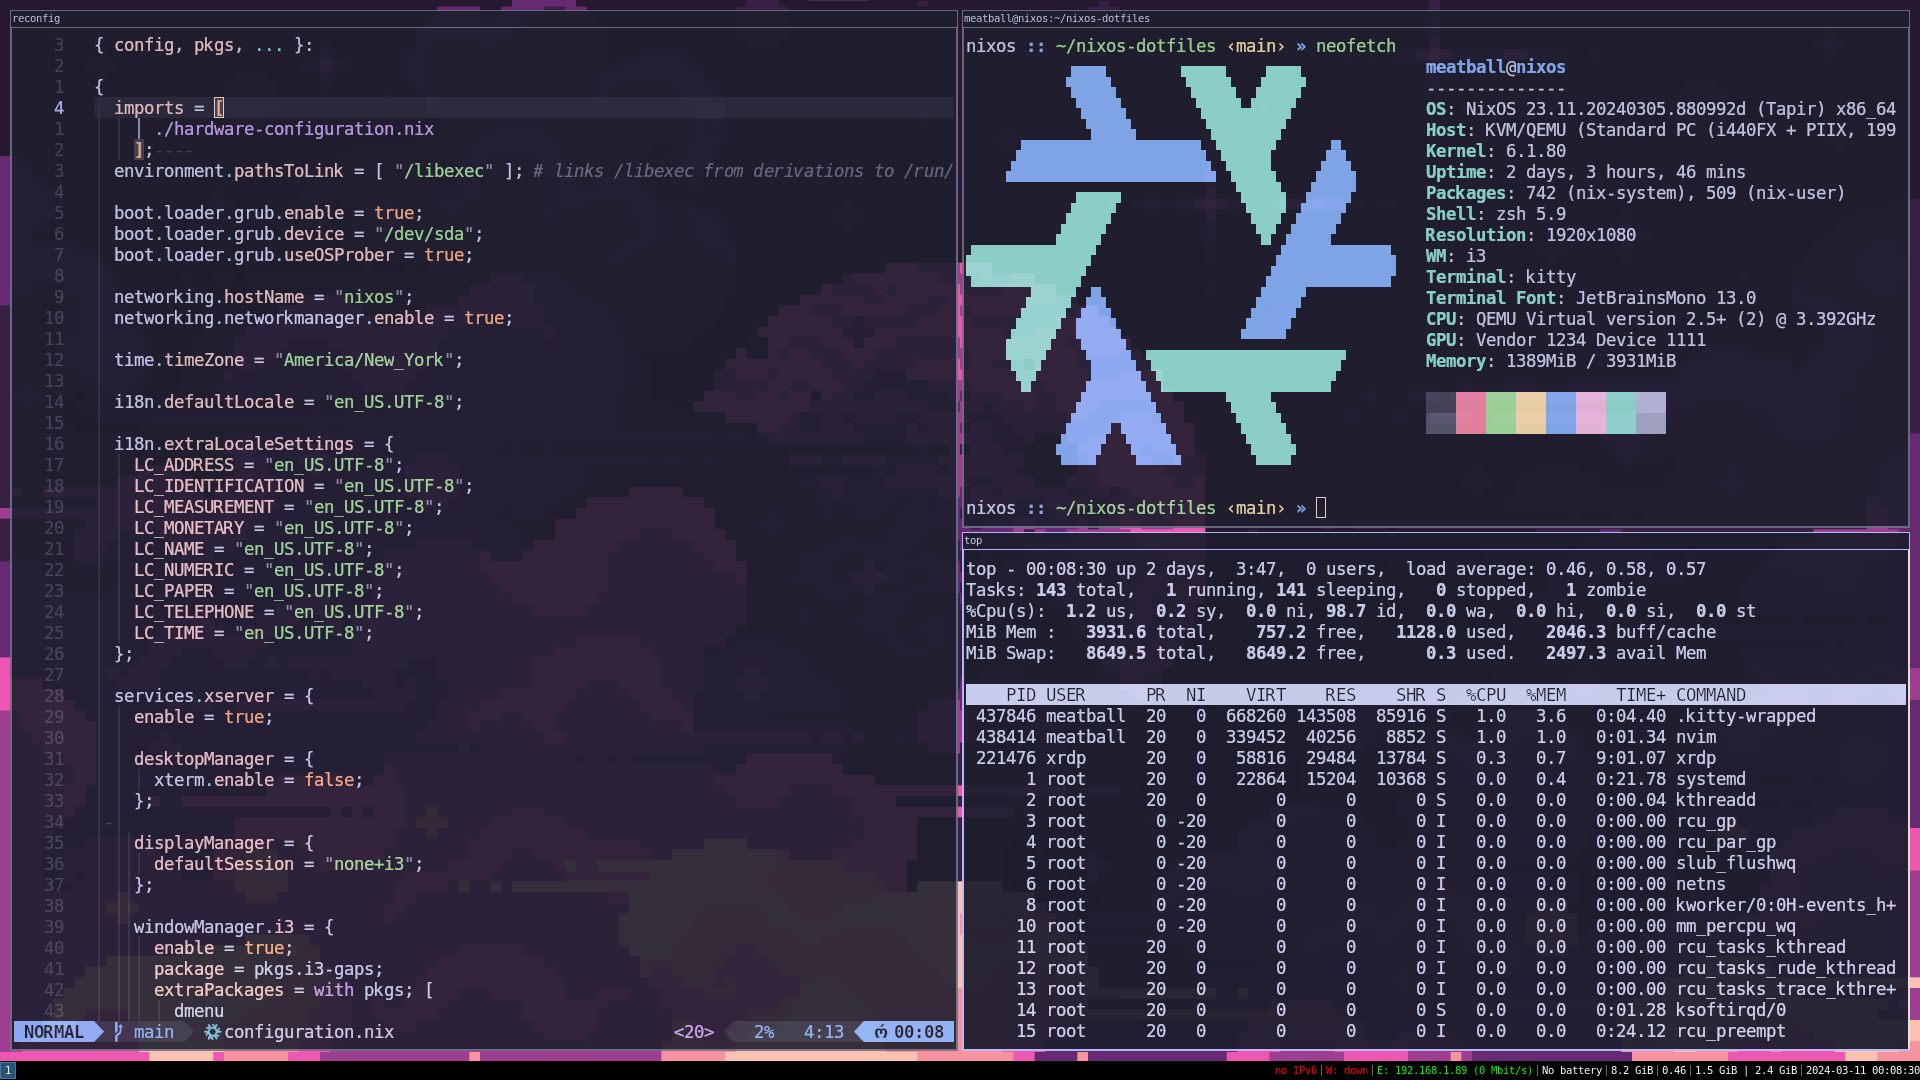 reconfig
3 { config, pkgs, ... }:
2
1 {
4 imports = [
1 ./hardware-configuration.nix
2 ];----
3 environment.pathsToLink = [ "/libexec" ]; # links /libexec from derivations to /run/
4
5 boot.loader.grub.enable = true;
6 boot.loader.grub.device = "/dev/sda";
7 boot.loader.grub.useOSProber = true;
8
9 networking.hostName = "nixos";
10 networking.networkmanager.enable = true;
11
12 time.timeZone = "America/New_York";
13
14 i18n.defaultLocale = "en_US.UTF-8";
15
16 i18n.extraLocaleSettings = {
17 LC_ADDRESS = "en_US.UTF-8";
18 LC_IDENTIFICATION = "en_US.UTF-8";
19 LC_MEASUREMENT = "en_US.UTF-8";
20 LC_MONETARY = "en_US.UTF-8";
21 LC_NAME = "en_US.UTF-8";
22 LC_NUMERIC = "en_US.UTF-8";
23 LC_PAPER = "en_US.UTF-8";
24 LC_TELEPHONE = "en_US.UTF-8";
25 LC_TIME = "en_US.UTF-8";
26 };
27
28 services.xserver = {
29 enable = true;
30
31 desktopManager = {
32 xterm.enable = false;
33 };
34 -
35 displayManager = {
36 defaultSession = "none+i3";
37 };
38
39 windowManager.i3 = {
40 enable = true;
41 package = pkgs.i3-gaps;
42 extraPackages = with pkgs; [
43 dmenu
NORMAL main configuration.nix <20> 2% 4:13 00:08
meatball@nixos:~/nixos-dotfiles
nixos :: ~/nixos-dotfiles ‹main› » neofetch
meatball@nixos
--------------
OS: NixOS 23.11.20240305.880992d (Tapir) x86_64
Host: KVM/QEMU (Standard PC (i440FX + PIIX, 199
Kernel: 6.1.80
Uptime: 2 days, 3 hours, 46 mins
Packages: 742 (nix-system), 509 (nix-user)
Shell: zsh 5.9
Resolution: 1920x1080
WM: i3
Terminal: kitty
Terminal Font: JetBrainsMono 13.0
CPU: QEMU Virtual version 2.5+ (2) @ 3.392GHz
GPU: Vendor 1234 Device 1111
Memory: 1389MiB / 3931MiB
nixos :: ~/nixos-dotfiles ‹main› »
top
top - 00:08:30 up 2 days, 3:47, 0 users, load average: 0.46, 0.58, 0.57
Tasks: 143 total, 1 running, 141 sleeping, 0 stopped, 1 zombie
%Cpu(s): 1.2 us, 0.2 sy, 0.0 ni, 98.7 id, 0.0 wa, 0.0 hi, 0.0 si, 0.0 st
MiB Mem : 3931.6 total, 757.2 free, 1128.0 used, 2046.3 buff/cache
MiB Swap: 8649.5 total, 8649.2 free, 0.3 used. 2497.3 avail Mem
PID USER PR NI VIRT RES SHR S %CPU %MEM TIME+ COMMAND
437846 meatball 20 0 668260 143508 85916 S 1.0 3.6 0:04.40 .kitty-wrapped
438414 meatball 20 0 339452 40256 8852 S 1.0 1.0 0:01.34 nvim
221476 xrdp 20 0 58816 29484 13784 S 0.3 0.7 9:01.07 xrdp
1 root 20 0 22864 15204 10368 S 0.0 0.4 0:21.78 systemd
2 root 20 0 0 0 0 S 0.0 0.0 0:00.04 kthreadd
3 root 0 -20 0 0 0 I 0.0 0.0 0:00.00 rcu_gp
4 root 0 -20 0 0 0 I 0.0 0.0 0:00.00 rcu_par_gp
5 root 0 -20 0 0 0 I 0.0 0.0 0:00.00 slub_flushwq
6 root 0 -20 0 0 0 I 0.0 0.0 0:00.00 netns
8 root 0 -20 0 0 0 I 0.0 0.0 0:00.00 kworker/0:0H-events_h+
10 root 0 -20 0 0 0 I 0.0 0.0 0:00.00 mm_percpu_wq
11 root 20 0 0 0 0 I 0.0 0.0 0:00.00 rcu_tasks_kthread
12 root 20 0 0 0 0 I 0.0 0.0 0:00.00 rcu_tasks_rude_kthread
13 root 20 0 0 0 0 I 0.0 0.0 0:00.00 rcu_tasks_trace_kthre+
14 root 20 0 0 0 0 S 0.0 0.0 0:01.28 ksoftirqd/0
15 root 20 0 0 0 0 I 0.0 0.0 0:24.12 rcu_preempt
1 no IPv6|W: down|E: 192.168.1.89 (0 Mbit/s)|No battery|8.2 GiB|0.46|1.5 GiB | 2.4 GiB|2024-03-11 00:08:30